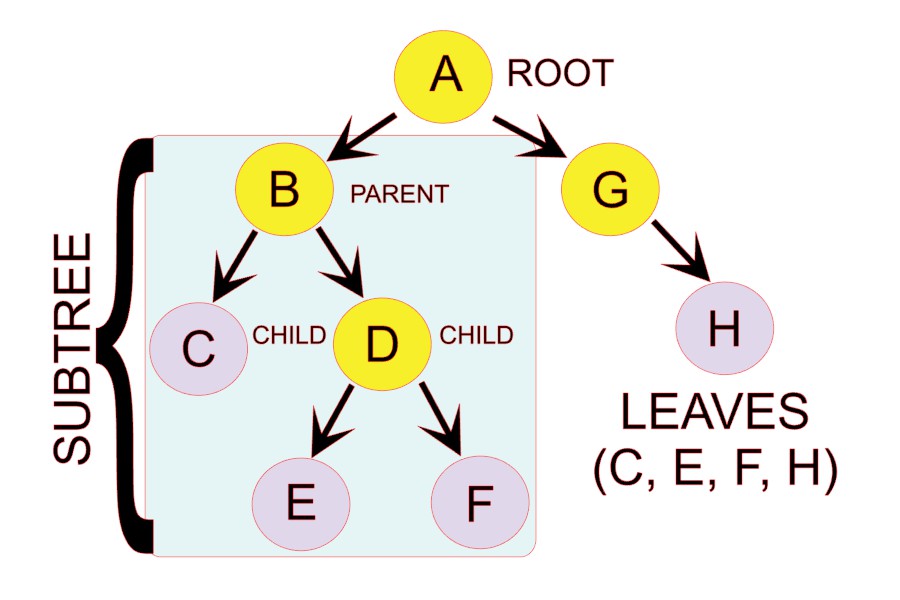 A ROOT
B PARENT
G
SUBTREE
C CHILD
D CHILD
H
LEAVES
(C, E, F, H)
E
F